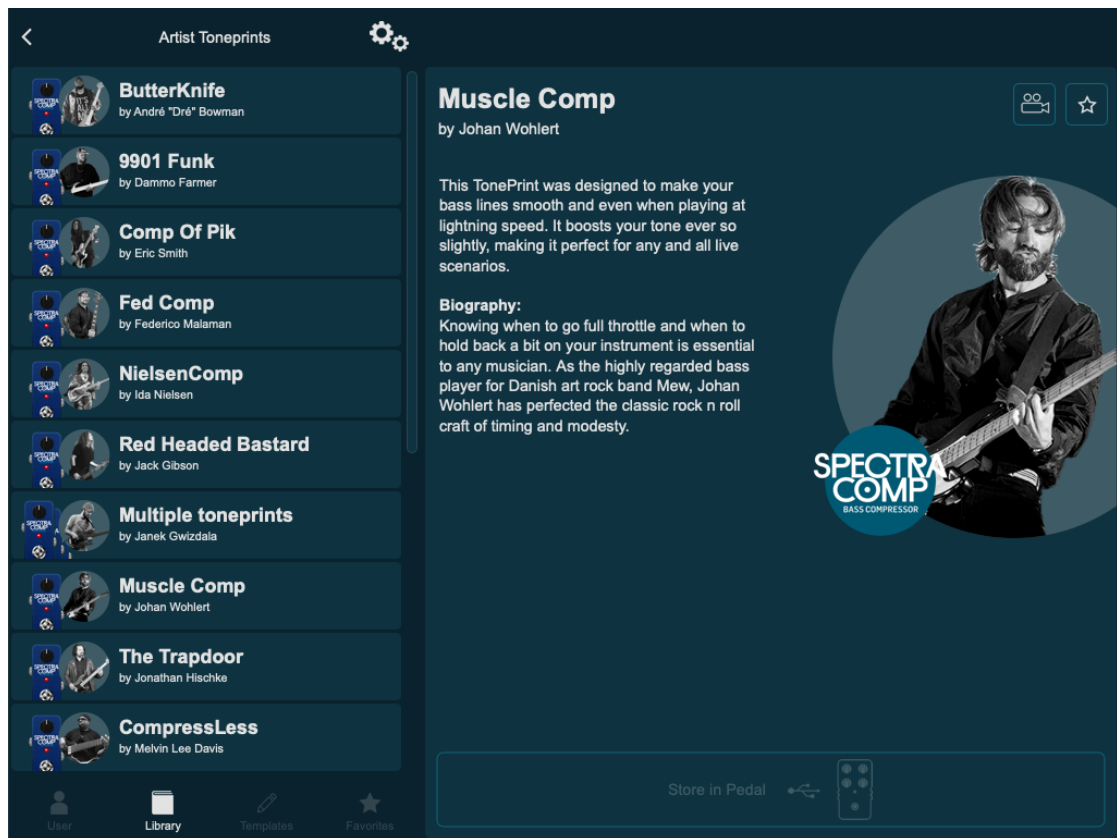 Artist Toneprints
ButterKnife
by André "Dré" Bowman
9901 Funk
by Dammo Farmer
Comp Of Pik
by Eric Smith
Fed Comp
by Federico Malaman
NielsenComp
by Ida Nielsen
Red Headed Bastard
by Jack Gibson
Multiple toneprints
by Janek Gwizdala
Muscle Comp
by Johan Wohlert
The Trapdoor
by Jonathan Hischke
CompressLess
by Melvin Lee Davis
User
Library
Templates
Favorites
Muscle Comp
by Johan Wohlert
This TonePrint was designed to make your
bass lines smooth and even when playing at
lightning speed. It boosts your tone ever so
slightly, making it perfect for any and all live
scenarios.
Biography:
Knowing when to go full throttle and when to
hold back a bit on your instrument is essential
to any musician. As the highly regarded bass
player for Danish art rock band Mew, Johan
Wohlert has perfected the classic rock n roll
craft of timing and modesty.
SPECTRA
COMP
BASS COMPRESSOR
Store in Pedal